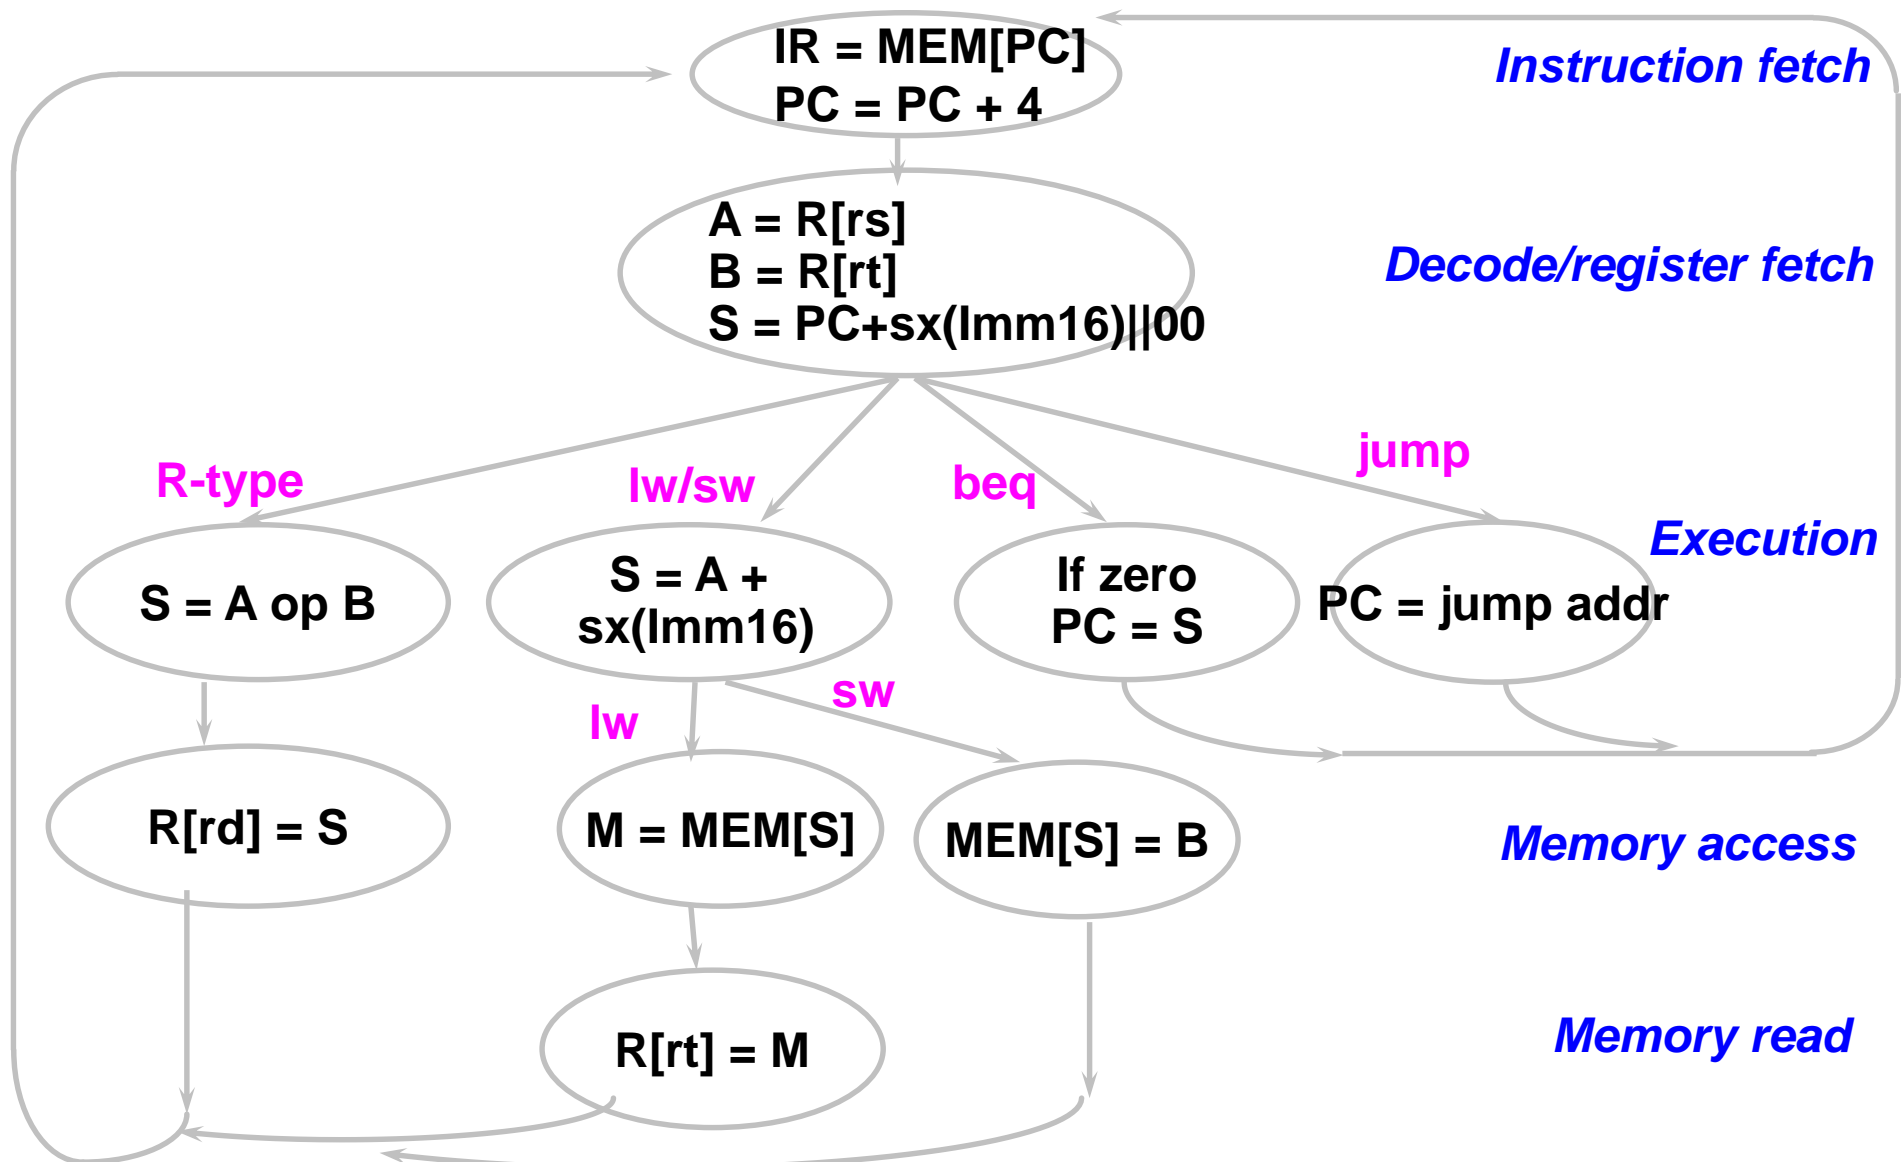 IR = MEM[PC]
PC = PC + 4
Instruction fetch
A = R[rs]
B = R[rt]
S = PC+sx(Imm16)||00
Decode/register fetch
R-type
lw/sw
beq
jump
Execution
S = A op B
S = A +
sx(Imm16)
If zero
PC = S
PC = jump addr
lw
sw
R[rd] = S
M = MEM[S]
MEM[S] = B
Memory access
R[rt] = M
Memory read